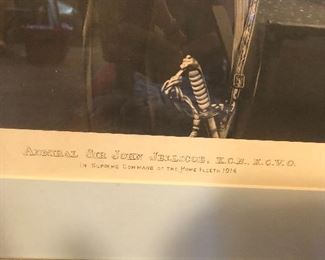 Admiral Sir John Jellicoe, K.C.B., K.C.V.O.
In Supreme Command of the Home Fleets 1914